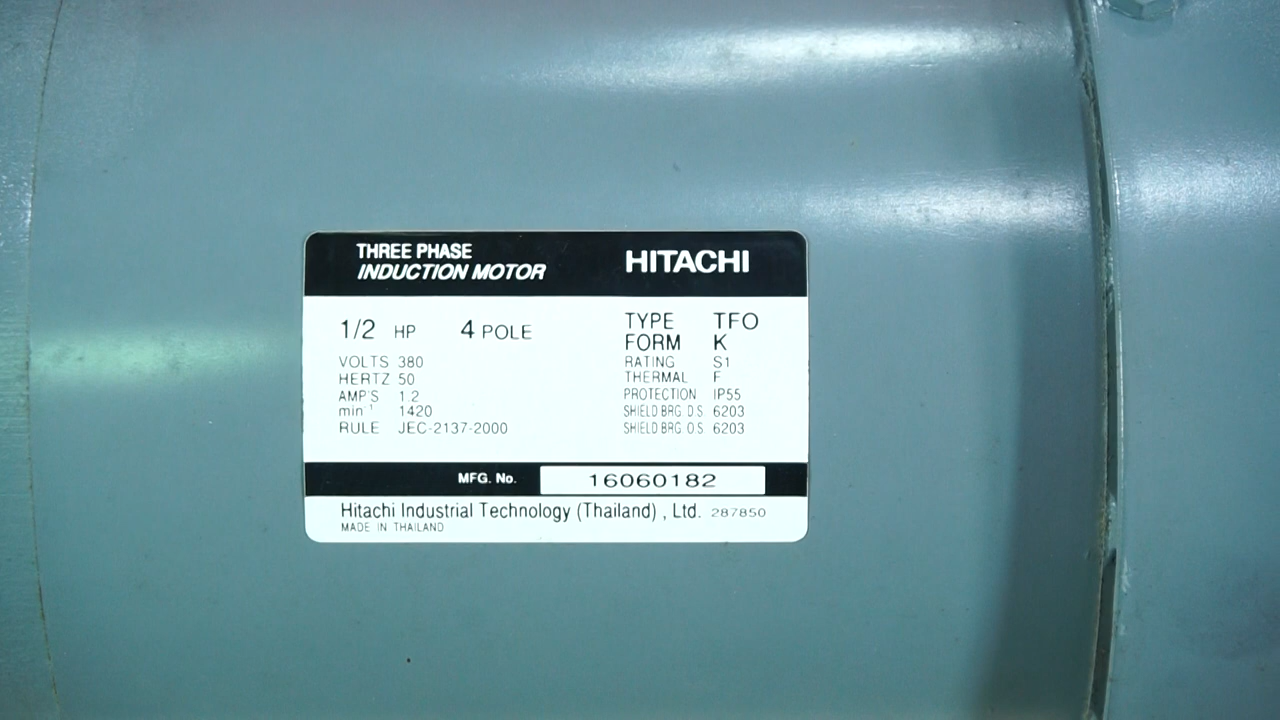 THREE PHASE
INDUCTION MOTOR
HITACHI
1/2 HP 4 POLE
VOLTS 380
HERTZ 50
AMP'S 1.2
min⁻¹ 1420
RULE JEC-2137-2000
TYPE TFO
FORM K
RATING S1
THERMAL F
PROTECTION IP55
SHIELD BRG. D.S. 6203
SHIELD BRG. O.S. 6203
MFG. No. 16060182
Hitachi Industrial Technology (Thailand) , Ltd. 287850
MADE IN THAILAND